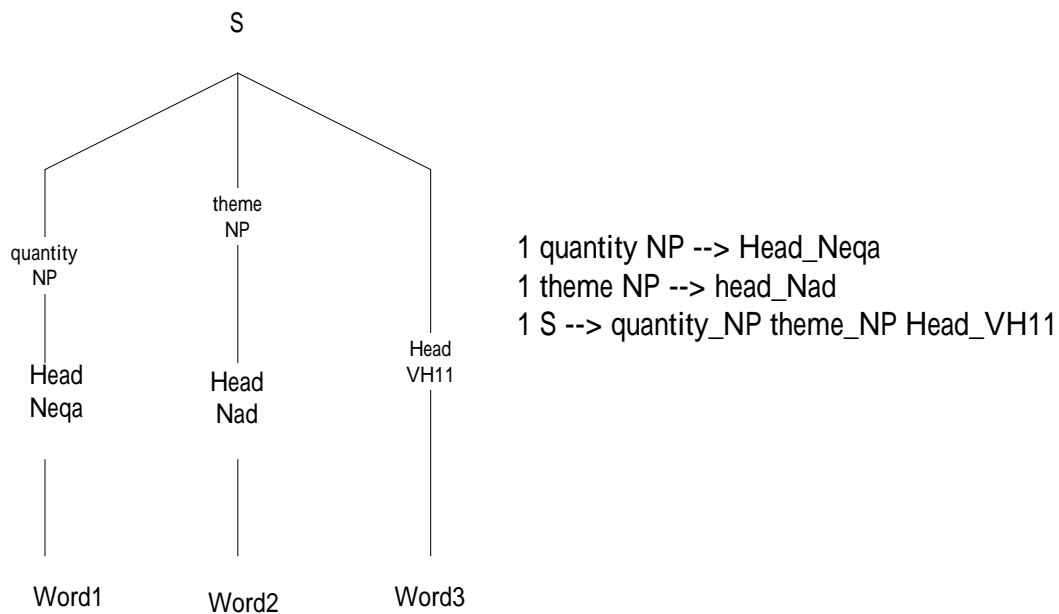 S
theme
NP
quantity
NP
Head
VH11
Head
Neqa
Head
Nad
Word1
Word2
Word3
1 quantity NP --> Head_Neqa
1 theme NP --> head_Nad
1 S --> quantity_NP theme_NP Head_VH11